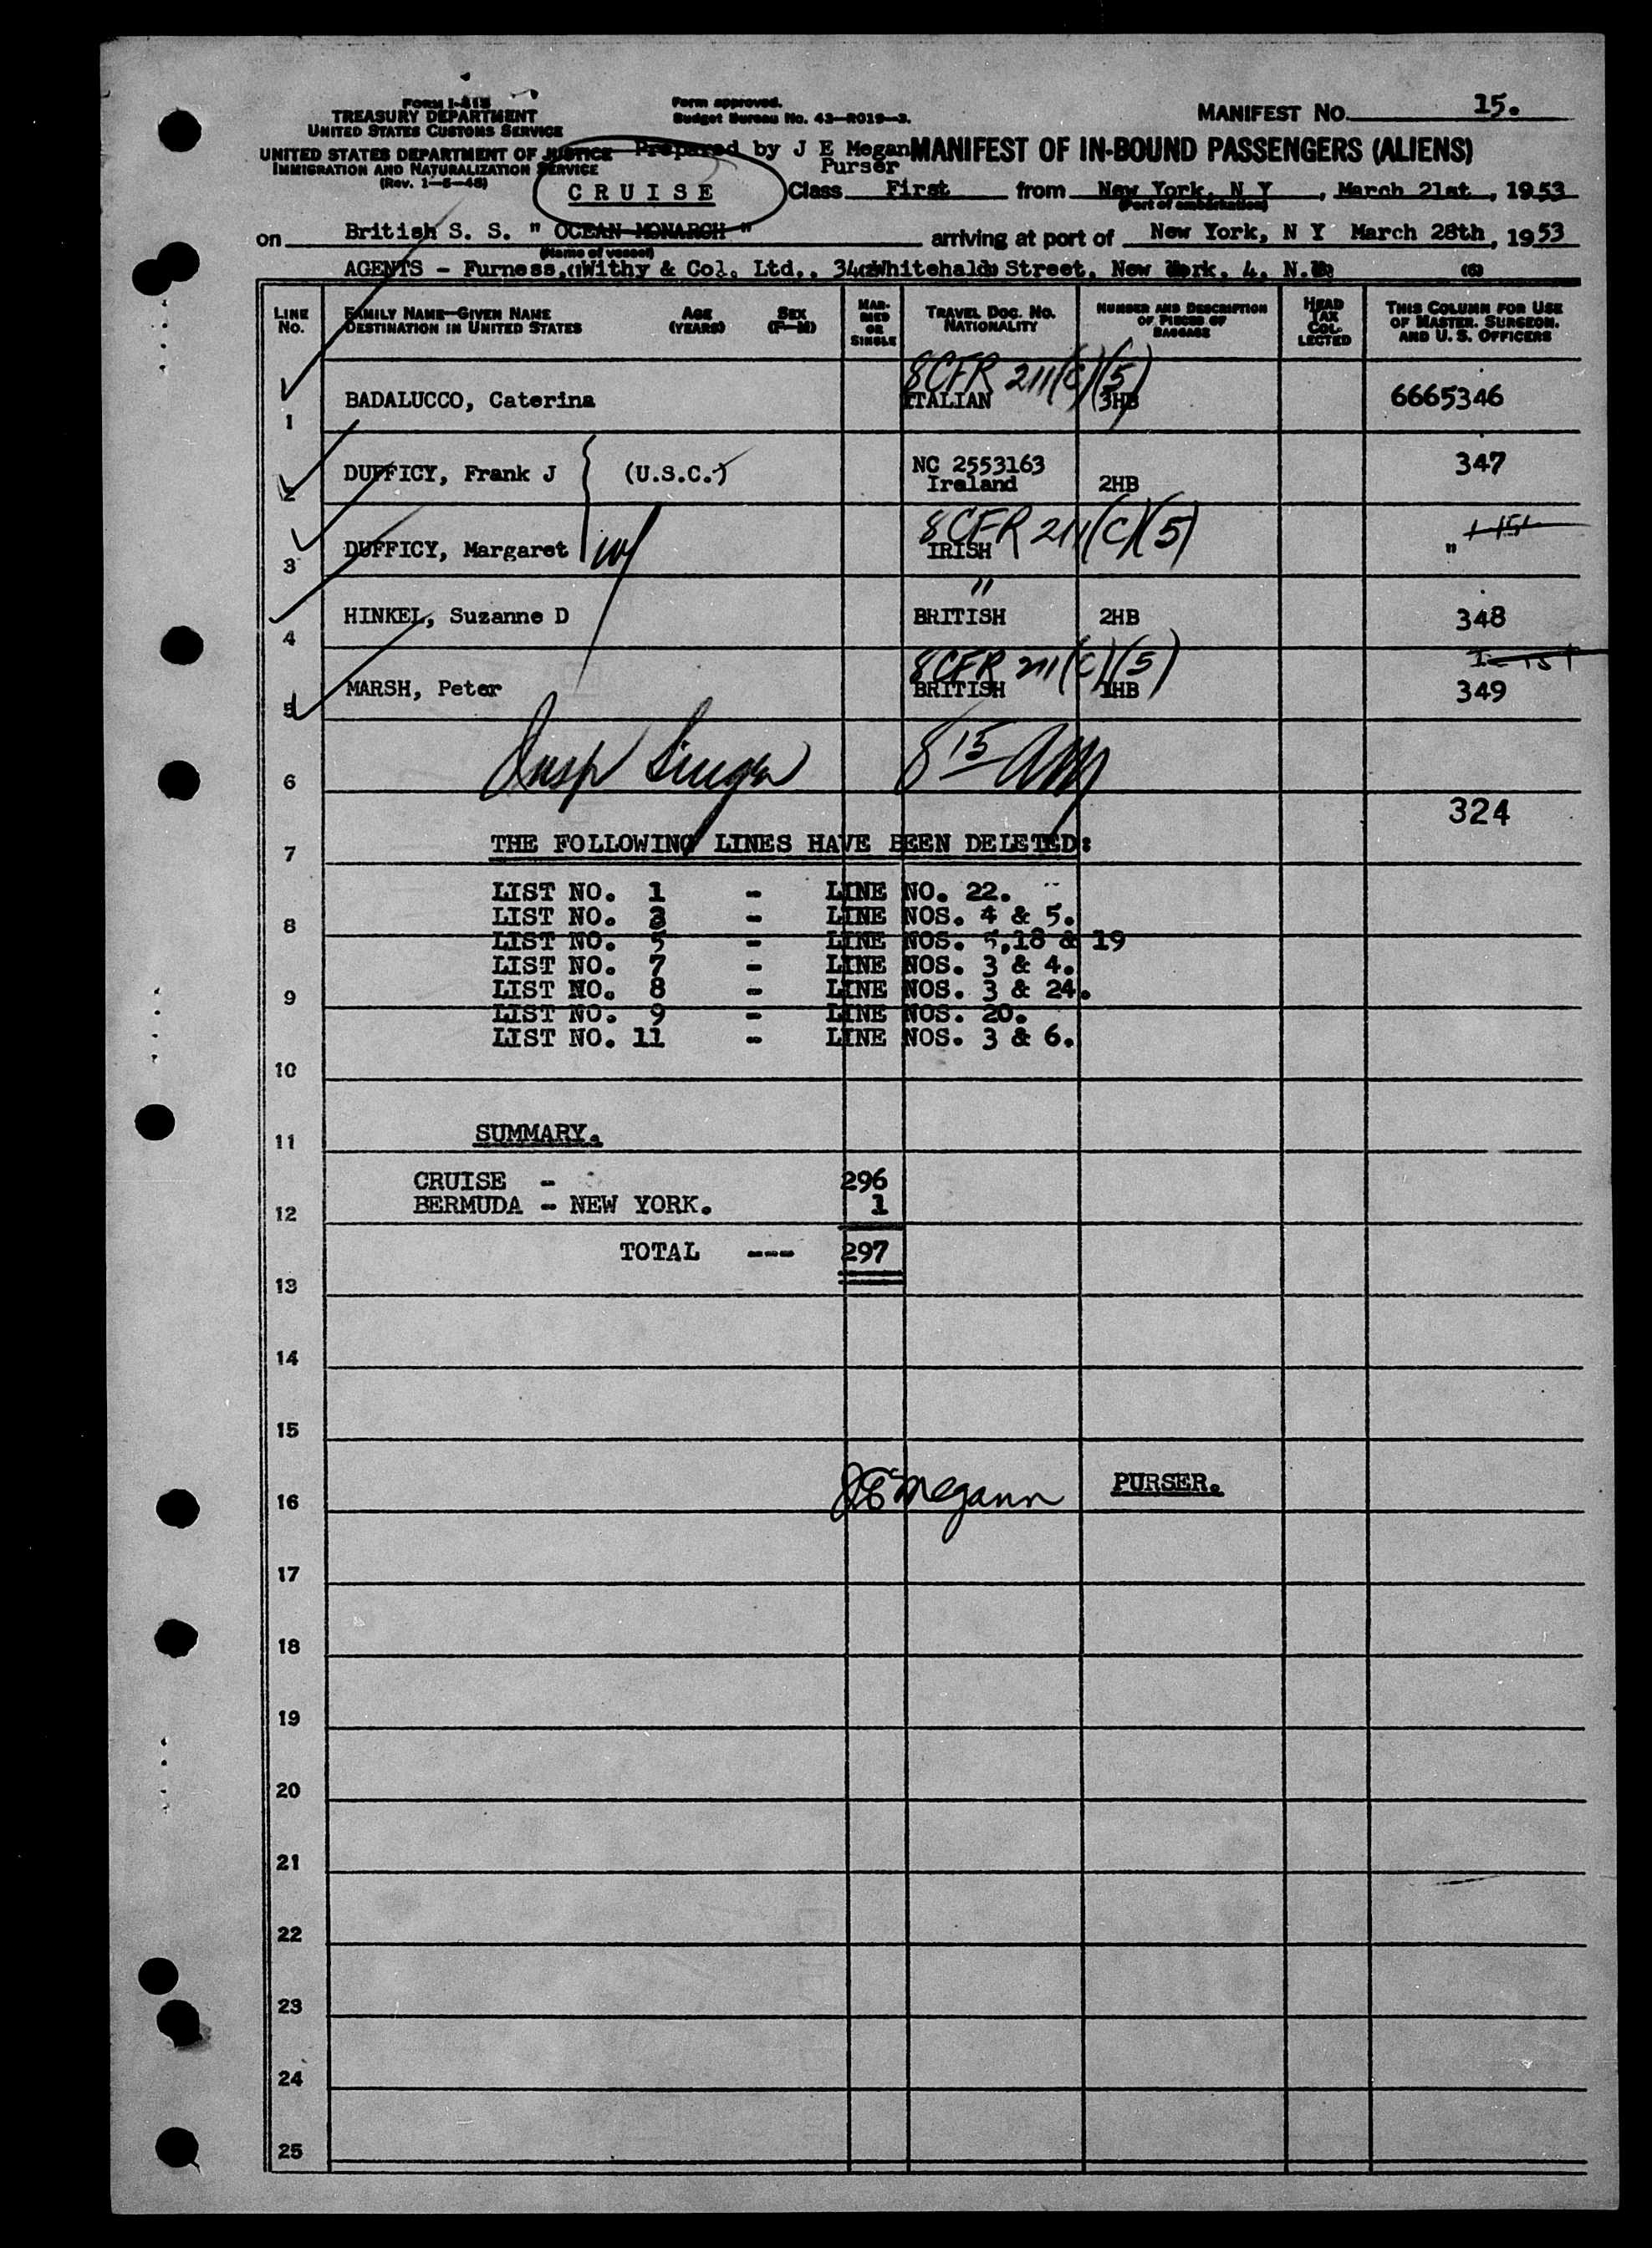 FORM I-415
TREASURY DEPARTMENT
UNITED STATES CUSTOMS SERVICE
UNITED STATES DEPARTMENT OF JUSTICE
IMMIGRATION AND NATURALIZATION SERVICE
(Rev. 1-5-48)
Form approved.
Budget Bureau No. 43-R019-3.
MANIFEST NO. 15.
Prepared by J E Megan
Purser
MANIFEST OF IN-BOUND PASSENGERS (ALIENS)
CRUISE
Class First from New York, N Y, March 21st, 1953
(Port of embarkation)
on British S. S. " OCEAN MONARCH " arriving at port of New York, N Y March 28th, 1953
(Name of vessel)
AGENTS - Furness, Withy & Co. Ltd., 34 Whitehall Street, New York, 4, N.Y. (6)
LINE No.
FAMILY NAME—GIVEN NAME
DESTINATION IN UNITED STATES
AGE (YEARS)
SEX (F-M)
MARRIED OR SINGLE
TRAVEL DOC. NO. NATIONALITY
NUMBER AND DESCRIPTION OF PIECES OF BAGGAGE
HEAD TAX COLLECTED
THIS COLUMN FOR USE OF MASTER, SURGEON, AND U. S. OFFICERS
8CFR 211(C)(5)
1 BADALUCCO, Caterina ITALIAN 3HB 6665346
2 DUFFICY, Frank J (U.S.C.) NC 2553163 Ireland 2HB 347
8CFR 211(C)(5)
3 DUFFICY, Margaret IRISH "
"
4 HINKEL, Suzanne D BRITISH 2HB 348
8CFR 211(C)(5)
5 MARSH, Peter BRITISH 1HB 349
6 Insp Singer 8 15 AM
324
7 THE FOLLOWING LINES HAVE BEEN DELETED:
LIST NO. 1 - LINE NO. 22.
8 LIST NO. 3 - LINE NOS. 4 & 5.
LIST NO. 5 - LINE NOS. 5,18 & 19
LIST NO. 7 - LINE NOS. 3 & 4.
9 LIST NO. 8 - LINE NOS. 3 & 24.
LIST NO. 9 - LINE NOS. 20.
LIST NO. 11 - LINE NOS. 3 & 6.
10
11 SUMMARY.
CRUISE - 296
12 BERMUDA - NEW YORK. 1
TOTAL --- 297
13
14
15
16 J E Megann PURSER.
17
18
19
20
21
22
23
24
25